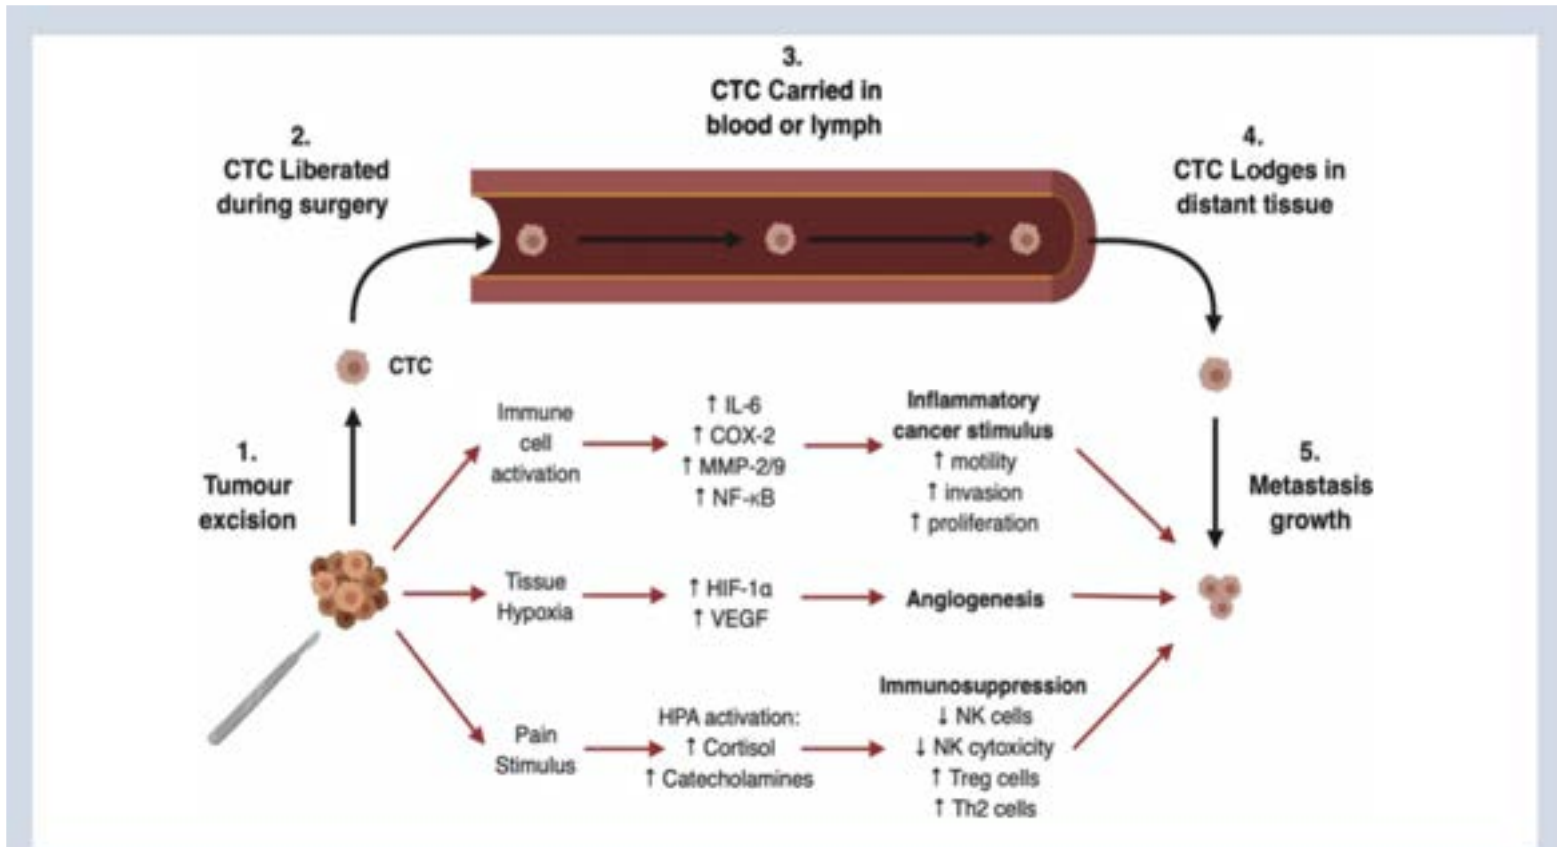 3.
CTC Carried in
blood or lymph
2.
CTC Liberated
during surgery
4.
CTC Lodges in
distant tissue
CTC
1.
Tumour
excision
Immune
cell
activation
↑ IL-6
↑ COX-2
↑ MMP-2/9
↑ NF-κB
Inflammatory
cancer stimulus
↑ motility
↑ invasion
↑ proliferation
5.
Metastasis
growth
Tissue
Hypoxia
↑ HIF-1α
↑ VEGF
Angiogenesis
Pain
Stimulus
HPA activation:
↑ Cortisol
↑ Catecholamines
Immunosuppression
↓ NK cells
↓ NK cytoxicity
↑ Treg cells
↑ Th2 cells